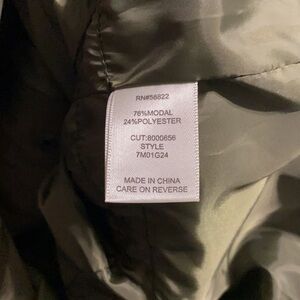 RN#58822
76%MODAL
24%POLYESTER
CUT:8000656
STYLE
7M01G24
MADE IN CHINA
CARE ON REVERSE